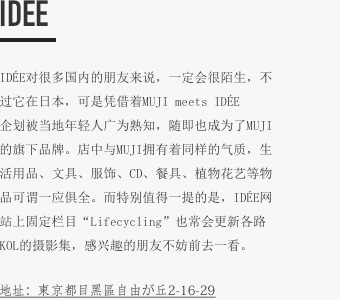 IDÉE
IDÉE对很多国内的朋友来说，一定会很陌生，不
过它在日本，可是凭借着MUJI meets IDÉE
企划被当地年轻人广为熟知，随即也成为了MUJI
的旗下品牌。店中与MUJI拥有着同样的气质，生
活用品、文具、服饰、CD、餐具、植物花艺等物
品可谓一应俱全。而特别值得一提的是，IDÉE网
站上固定栏目“Lifecycling”也常会更新各路
KOL的摄影集，感兴趣的朋友不妨前去一看。
地址：東京都目黑區自由が丘2-16-29